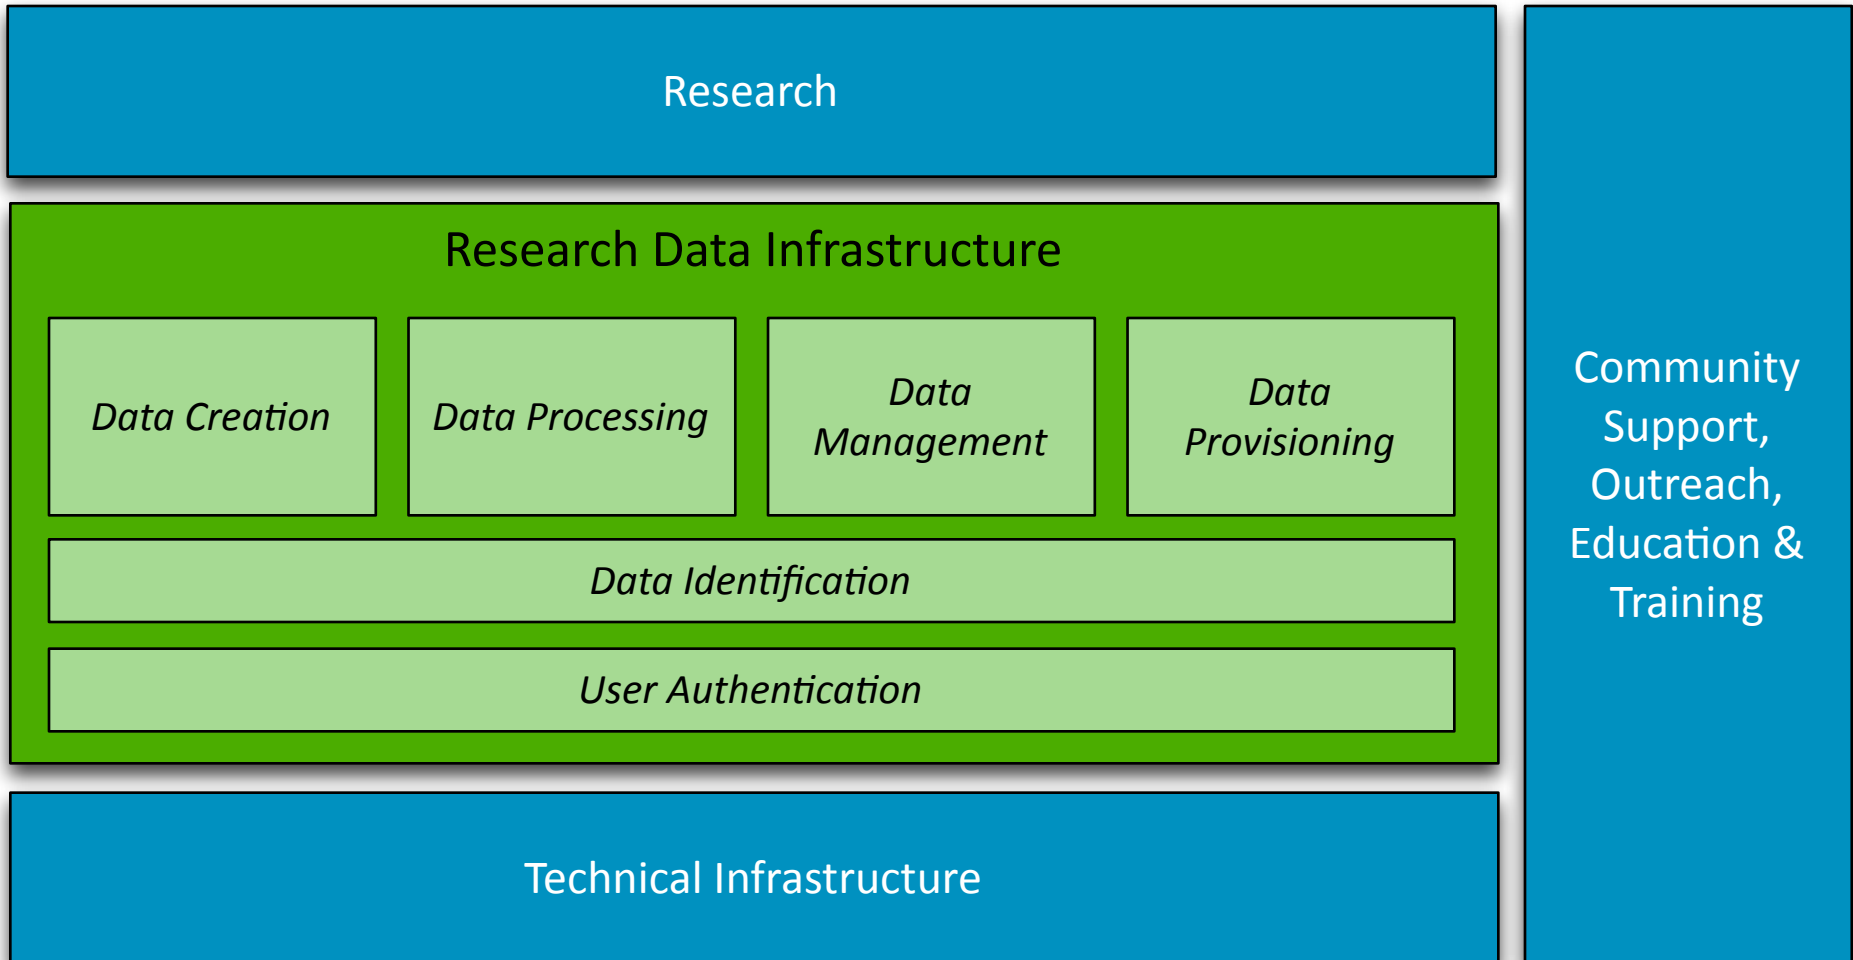 Research
Research Data Infrastructure
Data Creation
Data Processing
Data
Management
Data
Provisioning
Data Identification
User Authentication
Technical Infrastructure
Community
Support,
Outreach,
Education &
Training